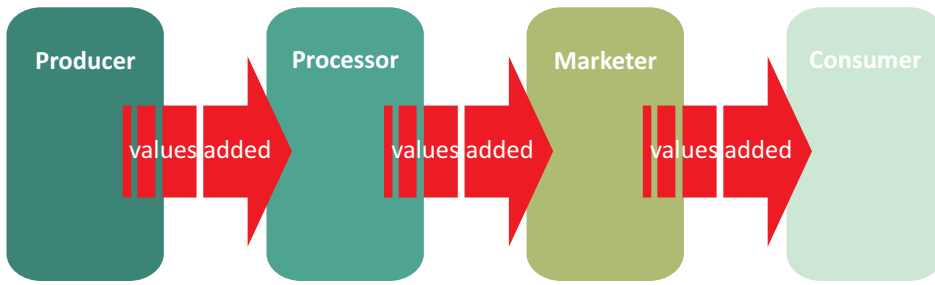 Producer
Processor
Marketer
Consumer
values added
values added
values added